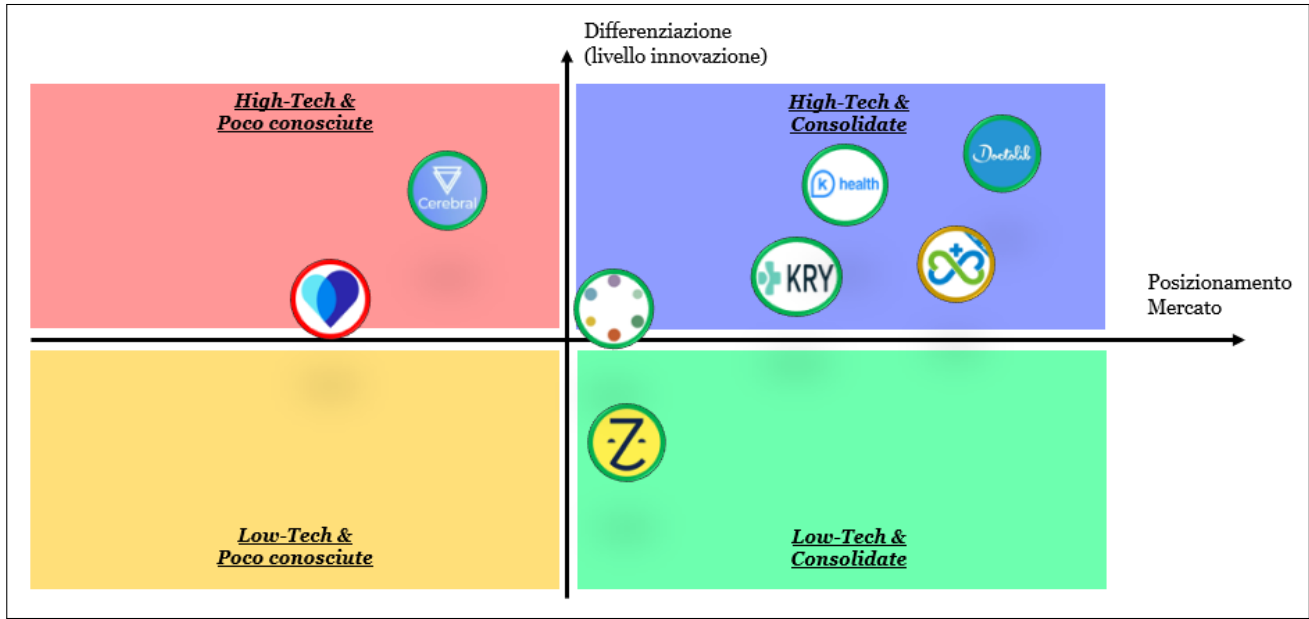 Differenziazione
(livello innovazione)
High-Tech &
Poco conosciute
High-Tech &
Consolidate
Doctolib
Cerebral
k health
KRY
Posizionamento
Mercato
Z
Low-Tech &
Poco conosciute
Low-Tech &
Consolidate